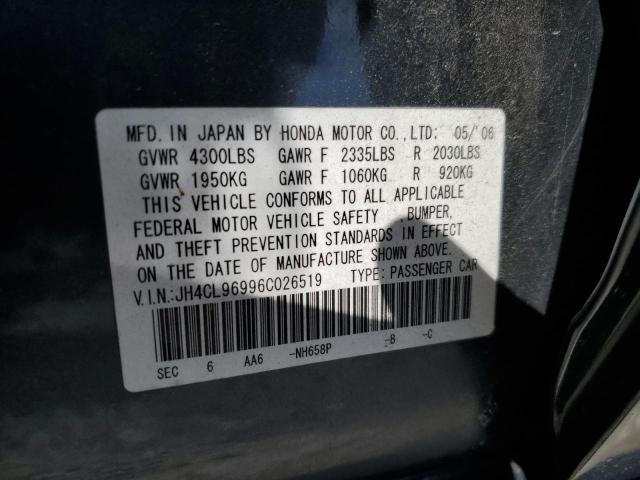 MFD. IN JAPAN BY HONDA MOTOR CO.,LTD: 05/'06
GVWR 4300LBS GAWR F 2335LBS R 2030LBS
GVWR 1950KG GAWR F 1060KG R 920KG
THIS VEHICLE CONFORMS TO ALL APPLICABLE
FEDERAL MOTOR VEHICLE SAFETY BUMPER,
AND THEFT PREVENTION STANDARDS IN EFFECT
ON THE DATE OF MANUFACTURE SHOWN ABOVE.
V.I.N.:JH4CL96996C026519 TYPE: PASSENGER CAR
SEC 6 AA6 -NH658P -B -C